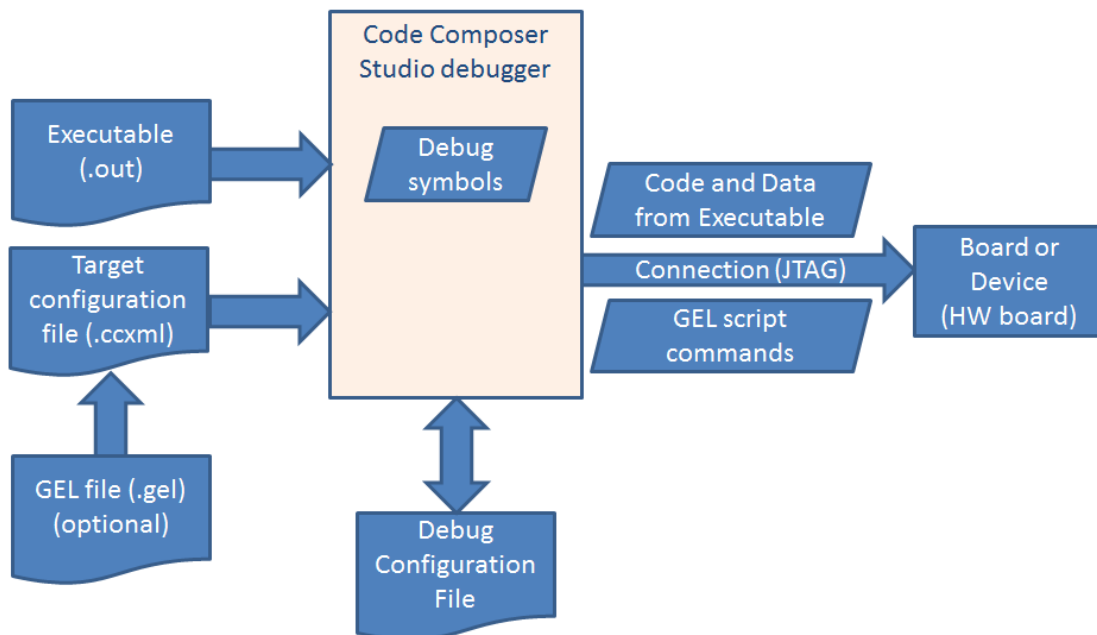 Code Composer
Studio debugger
Executable
(.out)
Debug
symbols
Code and Data
from Executable
Target
configuration
file (.ccxml)
Connection (JTAG)
Board or
Device
(HW board)
GEL script
commands
GEL file (.gel)
(optional)
Debug
Configuration
File